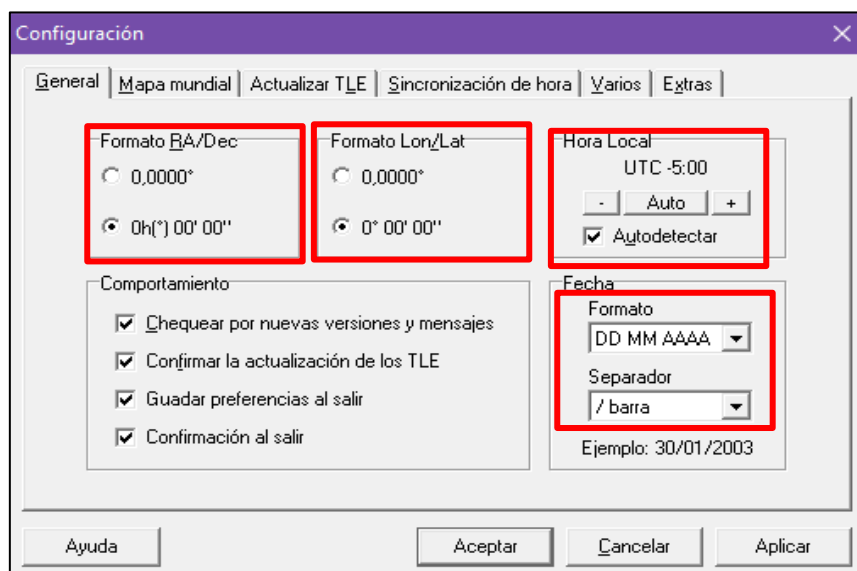 Configuración
General
Mapa mundial
Actualizar TLE
Sincronización de hora
Varios
Extras
Formato RA/Dec
0,0000°
0h(°) 00' 00''
Formato Lon/Lat
0,0000°
0° 00' 00''
Hora Local
UTC -5:00
- Auto +
Autodetectar
Comportamiento
Chequear por nuevas versiones y mensajes
Confirmar la actualización de los TLE
Guadar preferencias al salir
Confirmación al salir
Fecha
Formato
DD MM AAAA
Separador
/ barra
Ejemplo: 30/01/2003
Ayuda
Aceptar
Cancelar
Aplicar